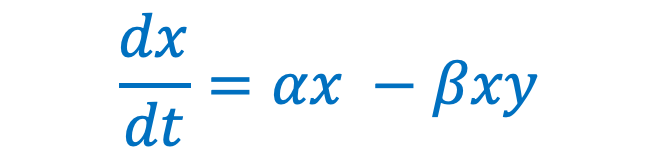 dx/dt = αx − βxy